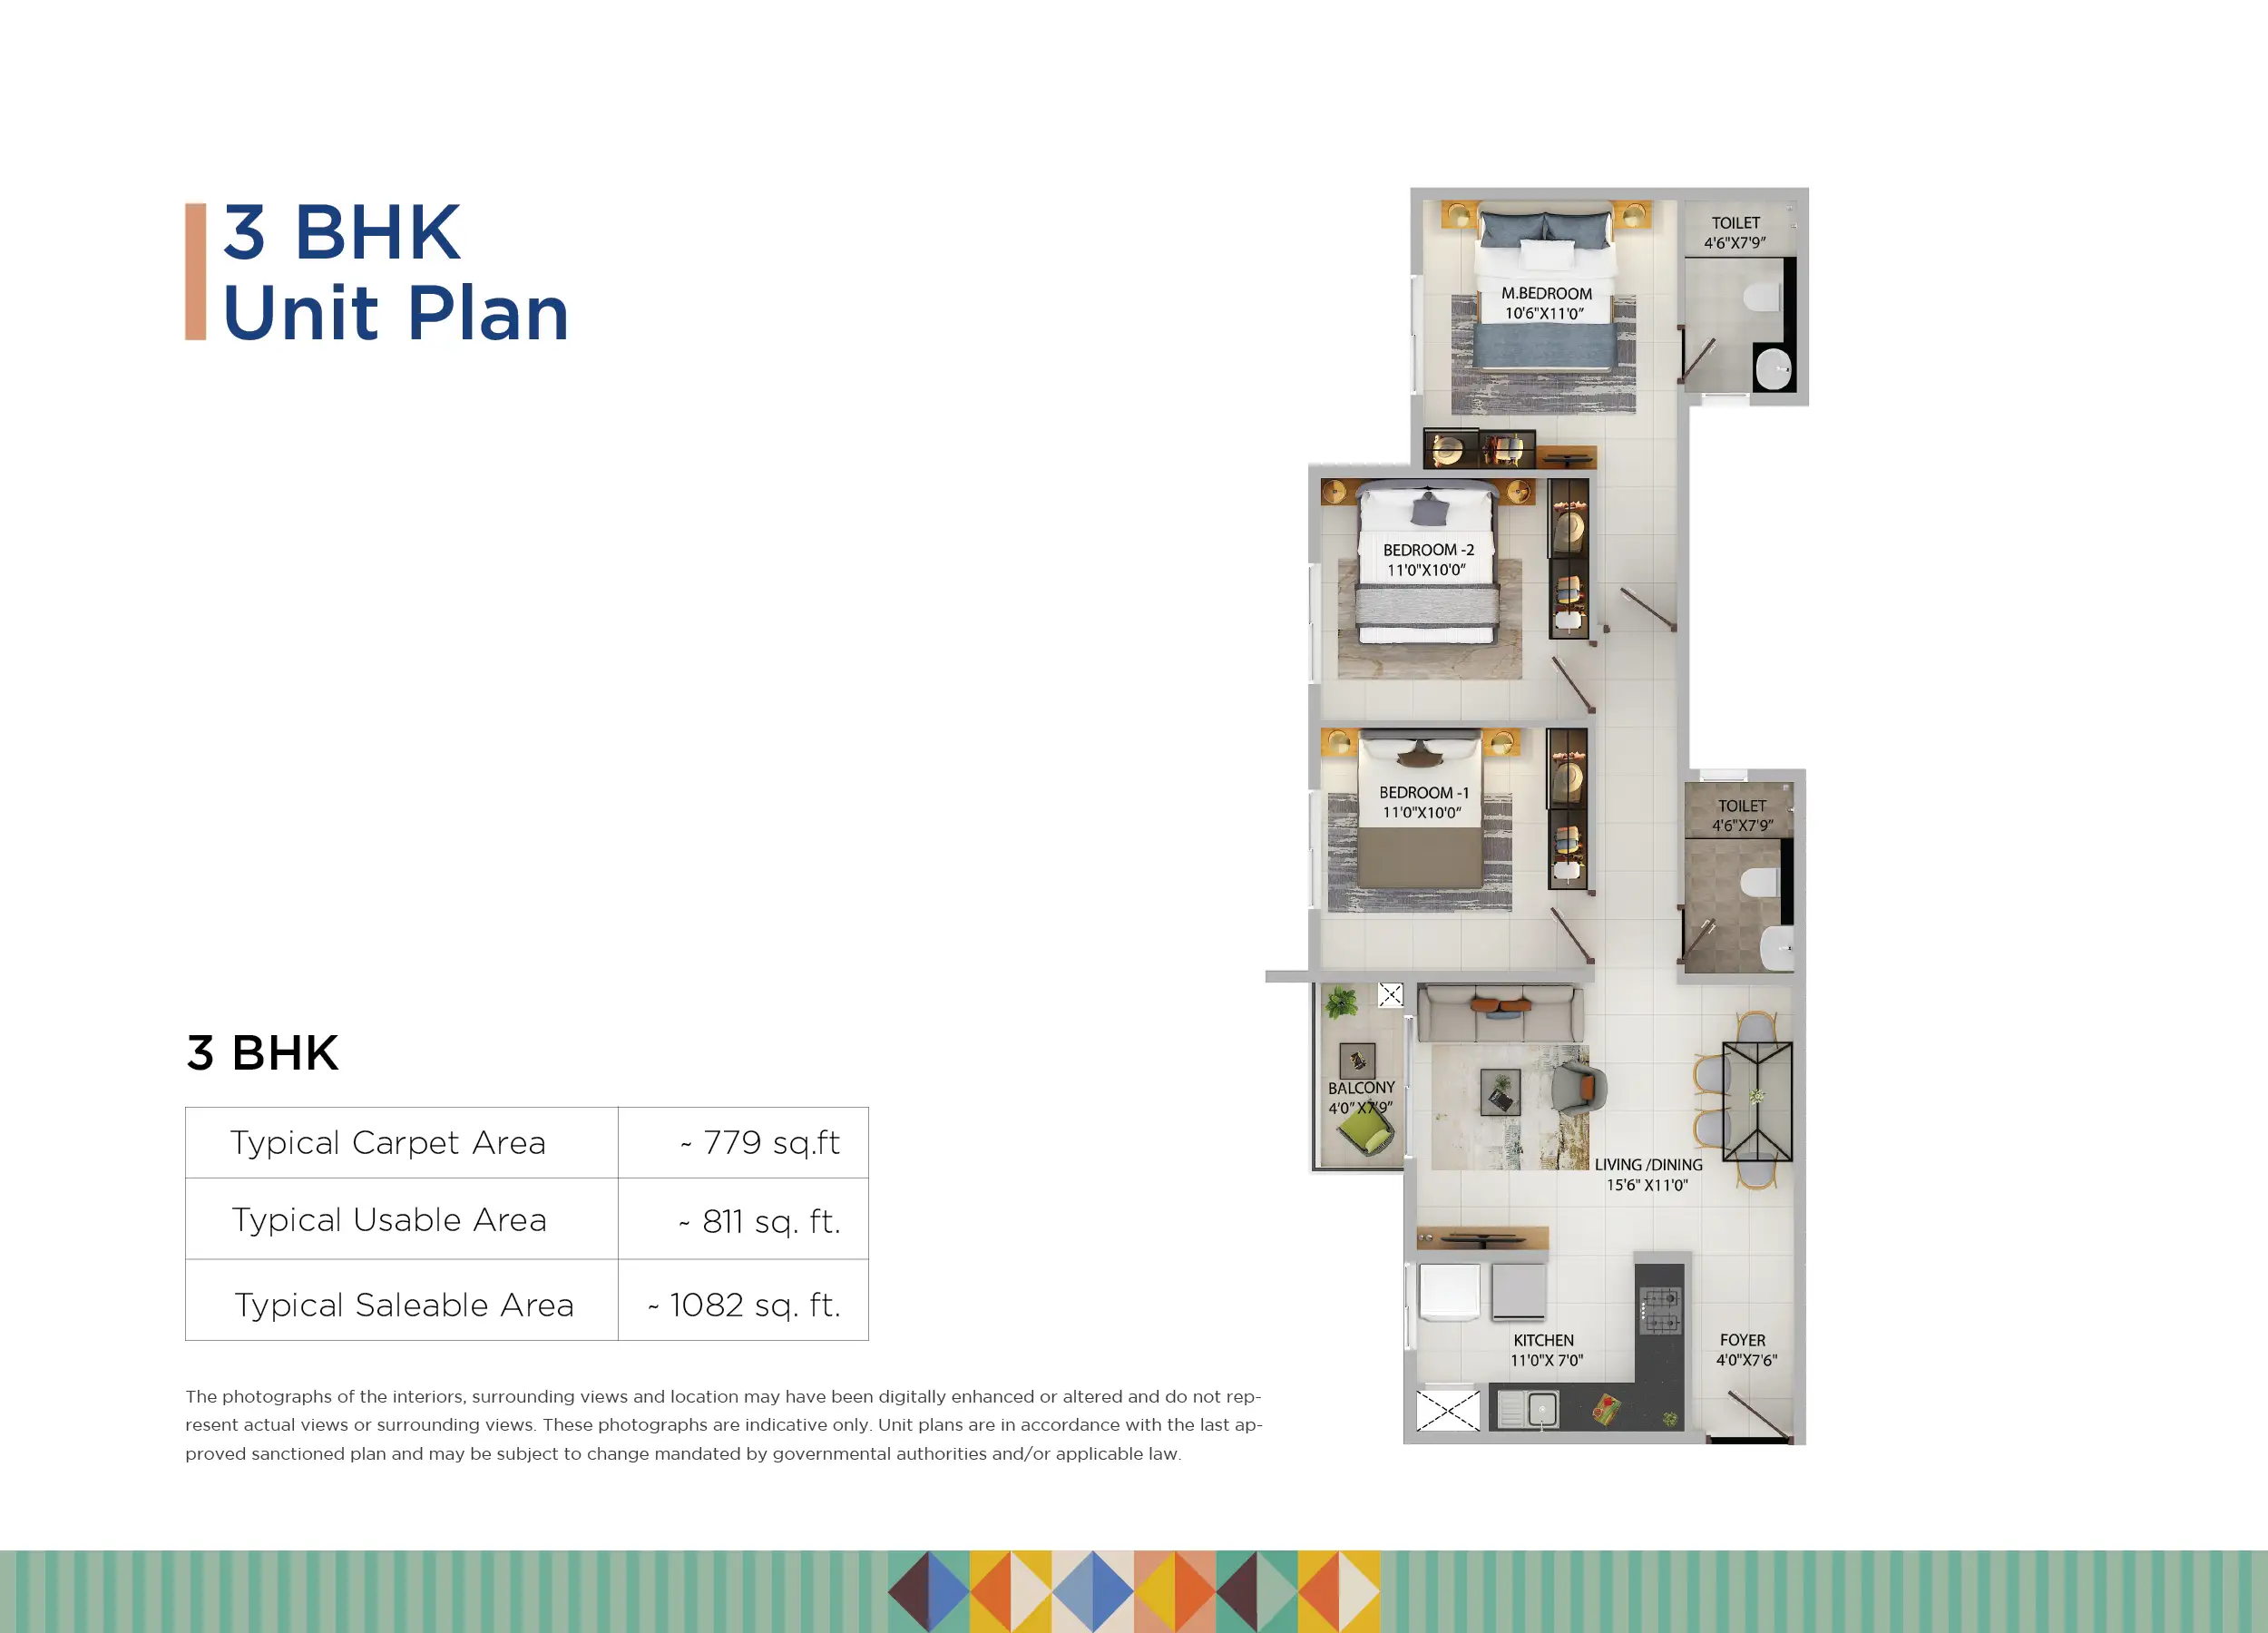 3 BHK
Unit Plan
TOILET
4'6"X7'9"
M.BEDROOM
10'6"X11'0"
BEDROOM -2
11'0"X10'0"
BEDROOM -1
11'0"X10'0"
TOILET
4'6"X7'9"
BALCONY
4'0" X7'9"
LIVING /DINING
15'6" X11'0"
KITCHEN
11'0"X 7'0"
FOYER
4'0"X7'6"
3 BHK
Typical Carpet Area ~ 779 sq.ft
Typical Usable Area ~ 811 sq. ft.
Typical Saleable Area ~ 1082 sq. ft.
The photographs of the interiors, surrounding views and location may have been digitally enhanced or altered and do not rep-
resent actual views or surrounding views. These photographs are indicative only. Unit plans are in accordance with the last ap-
proved sanctioned plan and may be subject to change mandated by governmental authorities and/or applicable law.